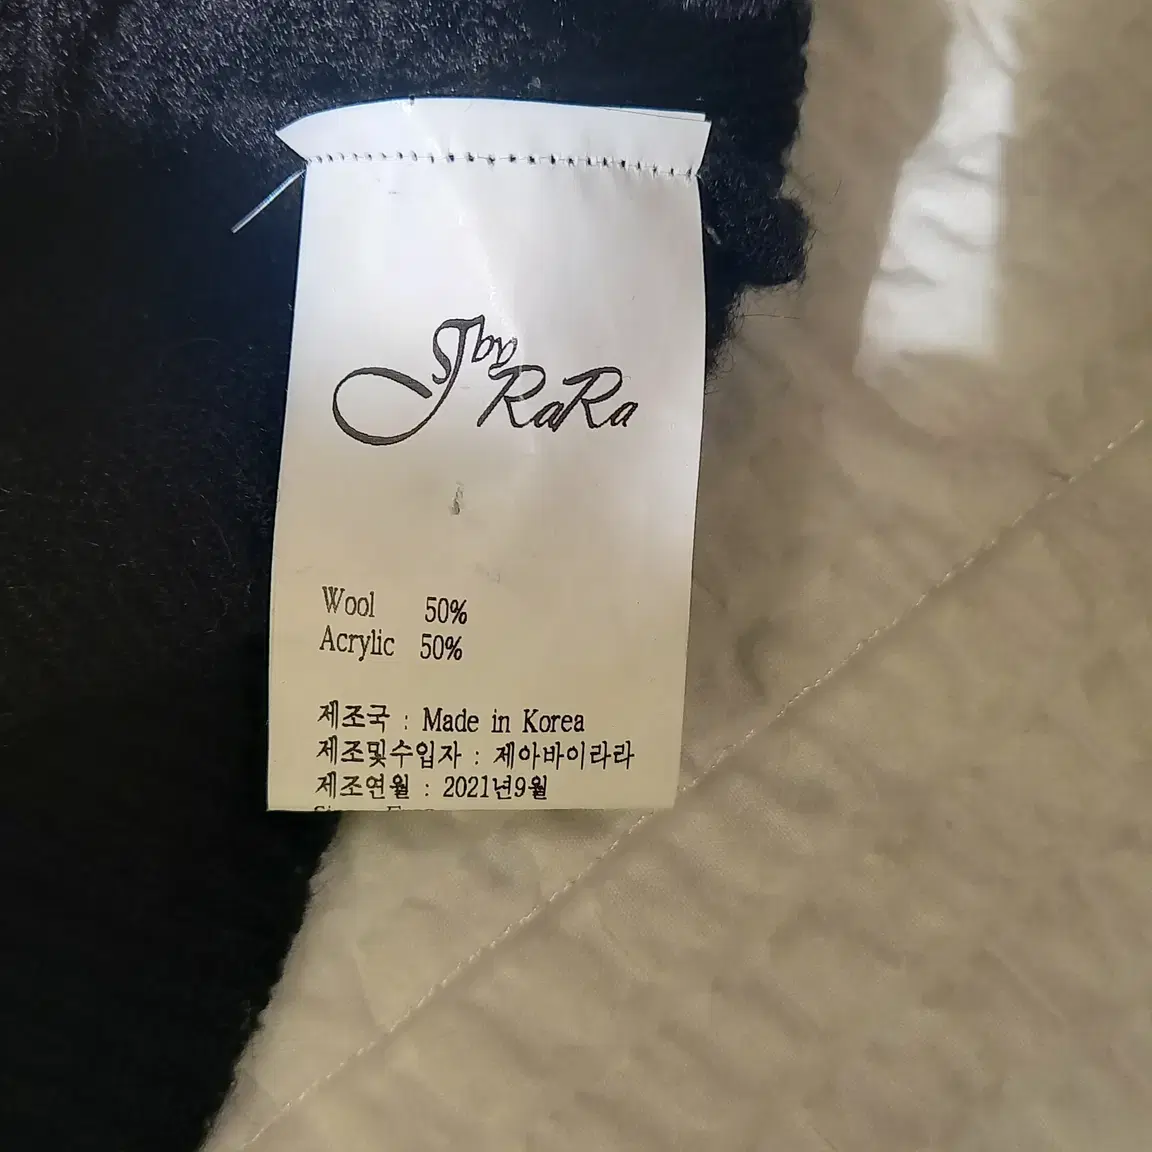 J by RaRa
Wool 50%
Acrylic 50%
제조국 : Made in Korea
제조및수입자 : 제아바이라라
제조연월 : 2021년9월